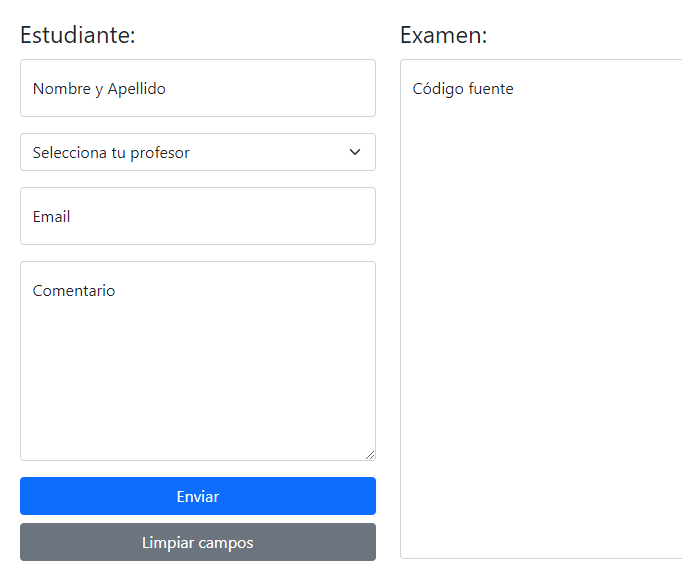 Estudiante:
Nombre y Apellido
Selecciona tu profesor
Email
Comentario
Enviar
Limpiar campos
Examen:
Código fuente